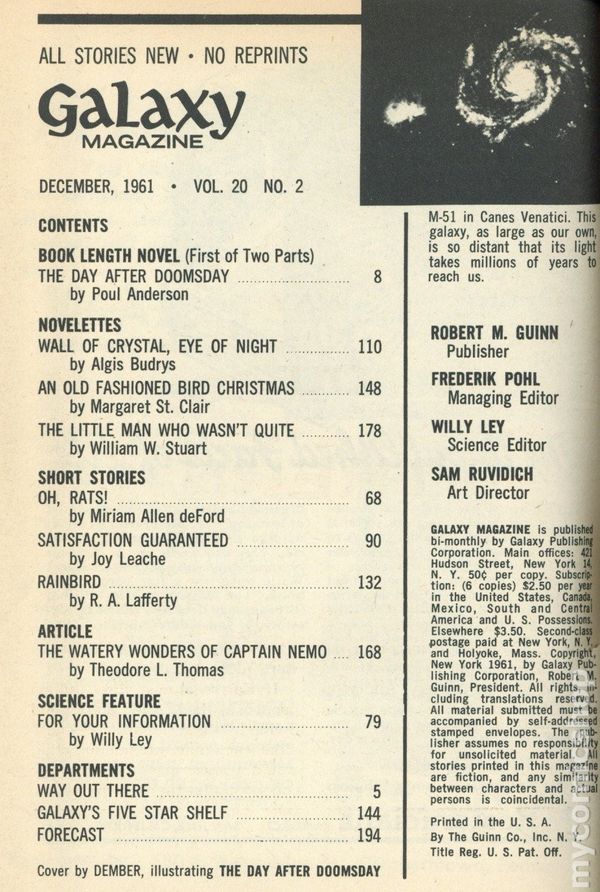 ALL STORIES NEW • NO REPRINTS
Galaxy
MAGAZINE
DECEMBER, 1961 • VOL. 20 NO. 2
CONTENTS
BOOK LENGTH NOVEL (First of Two Parts)
THE DAY AFTER DOOMSDAY .................... 8
by Poul Anderson
NOVELETTES
WALL OF CRYSTAL, EYE OF NIGHT ............ 110
by Algis Budrys
AN OLD FASHIONED BIRD CHRISTMAS ......... 148
by Margaret St. Clair
THE LITTLE MAN WHO WASN'T QUITE ......... 178
by William W. Stuart
SHORT STORIES
OH, RATS! .......................................... 68
by Miriam Allen deFord
SATISFACTION GUARANTEED .................... 90
by Joy Leache
RAINBIRD ........................................... 132
by R. A. Lafferty
ARTICLE
THE WATERY WONDERS OF CAPTAIN NEMO .... 168
by Theodore L. Thomas
SCIENCE FEATURE
FOR YOUR INFORMATION ........................ 79
by Willy Ley
DEPARTMENTS
WAY OUT THERE ................................... 5
GALAXY'S FIVE STAR SHELF .................... 144
FORECAST .......................................... 194
Cover by DEMBER, illustrating THE DAY AFTER DOOMSDAY
M-51 in Canes Venatici. This
galaxy, as large as our own,
is so distant that its light
takes millions of years to
reach us.
ROBERT M. GUINN
Publisher
FREDERIK POHL
Managing Editor
WILLY LEY
Science Editor
SAM RUVIDICH
Art Director
GALAXY MAGAZINE is published
bi-monthly by Galaxy Publishing
Corporation. Main offices: 421
Hudson Street, New York 14,
N. Y. 50¢ per copy. Subscrip-
tion: (6 copies) $2.50 per year
in the United States, Canada,
Mexico, South and Central
America and U. S. Possessions.
Elsewhere $3.50. Second-class
postage paid at New York, N. Y.
and Holyoke, Mass. Copyright,
New York 1961, by Galaxy Pub-
lishing Corporation, Robert M.
Guinn, President. All rights, in-
cluding translations reserved.
All material submitted must be
accompanied by self-addressed
stamped envelopes. The pub-
lisher assumes no responsibility
for unsolicited material. All
stories printed in this magazine
are fiction, and any similarity
between characters and actual
persons is coincidental.
Printed in the U. S. A.
By The Guinn Co., Inc. N. Y.
Title Reg. U. S. Pat. Off.